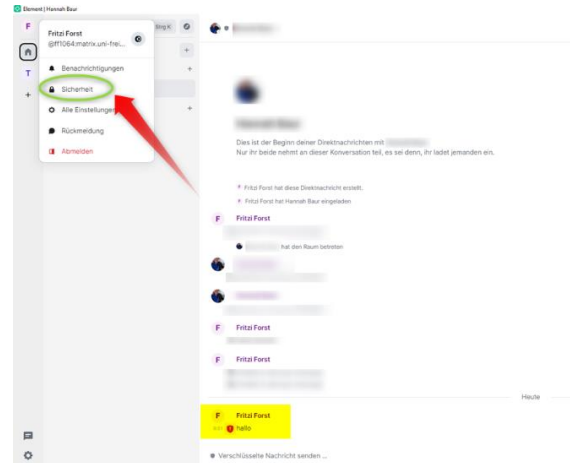 Element | Hannah Baur
F
Fritzi Forst
@ff1064:matrix.uni-frei...
T
Benachrichtigungen
Sicherheit
Alle Einstellungen
Rückmeldung
Abmelden
Dies ist der Beginn deiner Direktnachrichten mit
Nur ihr beide nehmt an dieser Konversation teil, es sei denn, ihr ladet jemanden ein.
Fritzi Forst hat diese Direktnachricht erstellt.
Fritzi Forst hat Hannah Baur eingeladen
F Fritzi Forst
hat den Raum betreten
F Fritzi Forst
F Fritzi Forst
Heute
F Fritzi Forst
hallo
Verschlüsselte Nachricht senden ...